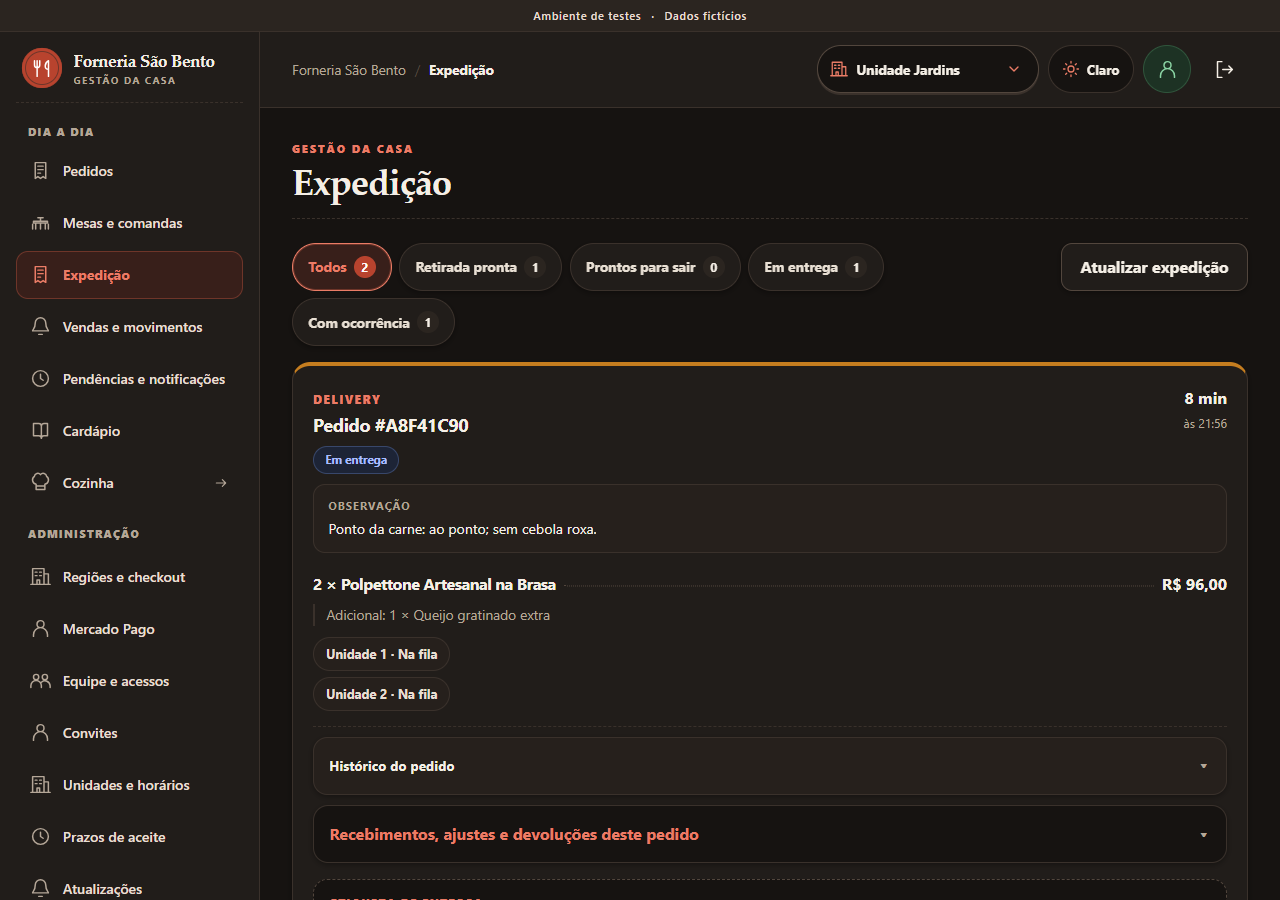 Ambiente de testes · Dados fictícios
Forneria São Bento
GESTÃO DA CASA
DIA A DIA
Pedidos
Mesas e comandas
Expedição
Vendas e movimentos
Pendências e notificações
Cardápio
Cozinha →
ADMINISTRAÇÃO
Regiões e checkout
Mercado Pago
Equipe e acessos
Convites
Unidades e horários
Prazos de aceite
Atualizações
Forneria São Bento / Expedição
Unidade Jardins
Claro
GESTÃO DA CASA
Expedição
Todos 2
Retirada pronta 1
Prontos para sair 0
Em entrega 1
Com ocorrência 1
Atualizar expedição
DELIVERY
Pedido #A8F41C90
Em entrega
8 min
às 21:56
OBSERVAÇÃO
Ponto da carne: ao ponto; sem cebola roxa.
2 × Polpettone Artesanal na Brasa R$ 96,00
Adicional: 1 × Queijo gratinado extra
Unidade 1 · Na fila
Unidade 2 · Na fila
Histórico do pedido
Recebimentos, ajustes e devoluções deste pedido